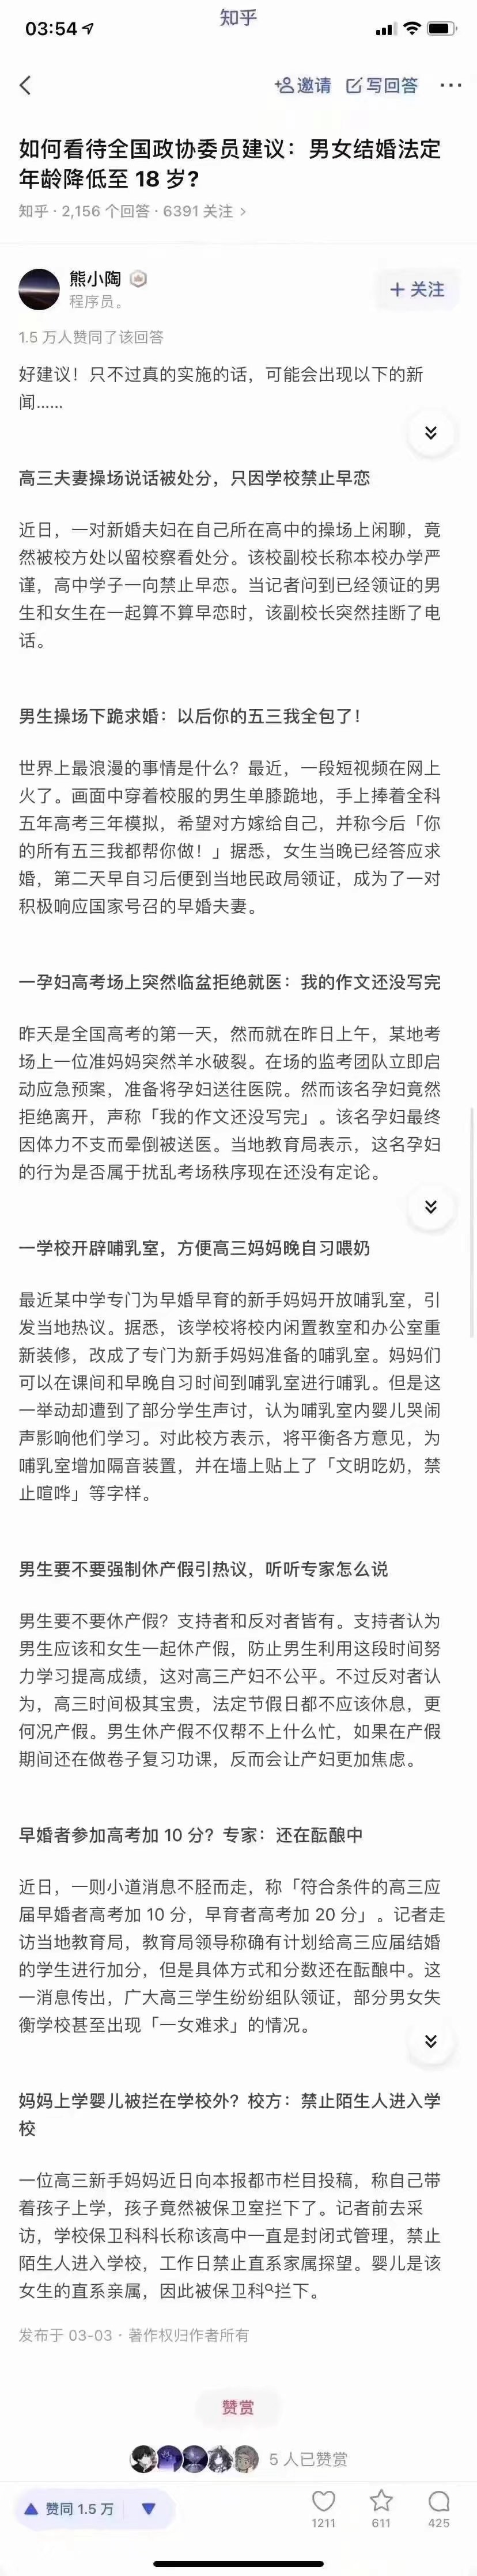 03:54
知乎
邀请 写回答
如何看待全国政协委员建议：男女结婚法定
年龄降低至 18 岁？
知乎 · 2,156 个回答 · 6391 关注 >
熊小陶
程序员。
+ 关注
1.5 万人赞同了该回答
好建议！只不过真的实施的话，可能会出现以下的新
闻……
高三夫妻操场说话被处分，只因学校禁止早恋
近日，一对新婚夫妇在自己所在高中的操场上闲聊，竟
然被校方处以留校察看处分。该校副校长称本校办学严
谨，高中学子一向禁止早恋。当记者问到已经领证的男
生和女生在一起算不算早恋时，该副校长突然挂断了电
话。
男生操场下跪求婚：以后你的五三我全包了！
世界上最浪漫的事情是什么？最近，一段短视频在网上
火了。画面中穿着校服的男生单膝跪地，手上捧着全科
五年高考三年模拟，希望对方嫁给自己，并称今后「你
的所有五三我都帮你做！」据悉，女生当晚已经答应求
婚，第二天早自习后便到当地民政局领证，成为了一对
积极响应国家号召的早婚夫妻。
一孕妇高考场上突然临盆拒绝就医：我的作文还没写完
昨天是全国高考的第一天，然而就在昨日上午，某地考
场上一位准妈妈突然羊水破裂。在场的监考团队立即启
动应急预案，准备将孕妇送往医院。然而该名孕妇竟然
拒绝离开，声称「我的作文还没写完」。该名孕妇最终
因体力不支而晕倒被送医。当地教育局表示，这名孕妇
的行为是否属于扰乱考场秩序现在还没有定论。
一学校开辟哺乳室，方便高三妈妈晚自习喂奶
最近某中学专门为早婚早育的新手妈妈开放哺乳室，引
发当地热议。据悉，该学校将校内闲置教室和办公室重
新装修，改成了专门为新手妈妈准备的哺乳室。妈妈们
可以在课间和早晚自习时间到哺乳室进行哺乳。但是这
一举动却遭到了部分学生声讨，认为哺乳室内婴儿哭闹
声影响他们学习。对此校方表示，将平衡各方意见，为
哺乳室增加隔音装置，并在墙上贴上了「文明吃奶，禁
止喧哗」等字样。
男生要不要强制休产假引热议，听听专家怎么说
男生要不要休产假？支持者和反对者皆有。支持者认为
男生应该和女生一起休产假，防止男生利用这段时间努
力学习提高成绩，这对高三产妇不公平。不过反对者认
为，高三时间极其宝贵，法定节假日都不应该休息，更
何况产假。男生休产假不仅帮不上什么忙，如果在产假
期间还在做卷子复习功课，反而会让产妇更加焦虑。
早婚者参加高考加 10 分？专家：还在酝酿中
近日，一则小道消息不胫而走，称「符合条件的高三应
届早婚者高考加 10 分，早育者高考加 20 分」。记者走
访当地教育局，教育局领导称确有计划给高三应届结婚
的学生进行加分，但是具体方式和分数还在酝酿中。这
一消息传出，广大高三学生纷纷组队领证，部分男女失
衡学校甚至出现「一女难求」的情况。
妈妈上学婴儿被拦在学校外？校方：禁止陌生人进入学
校
一位高三新手妈妈近日向本报都市栏目投稿，称自己带
着孩子上学，孩子竟然被保卫室拦下了。记者前去采
访，学校保卫科科长称该高中一直是封闭式管理，禁止
陌生人进入学校，工作日禁止直系家属探望。婴儿是该
女生的直系亲属，因此被保卫科拦下。
发布于 03-03 · 著作权归作者所有
赞赏
5 人已赞赏
赞同 1.5 万
1211
611
425